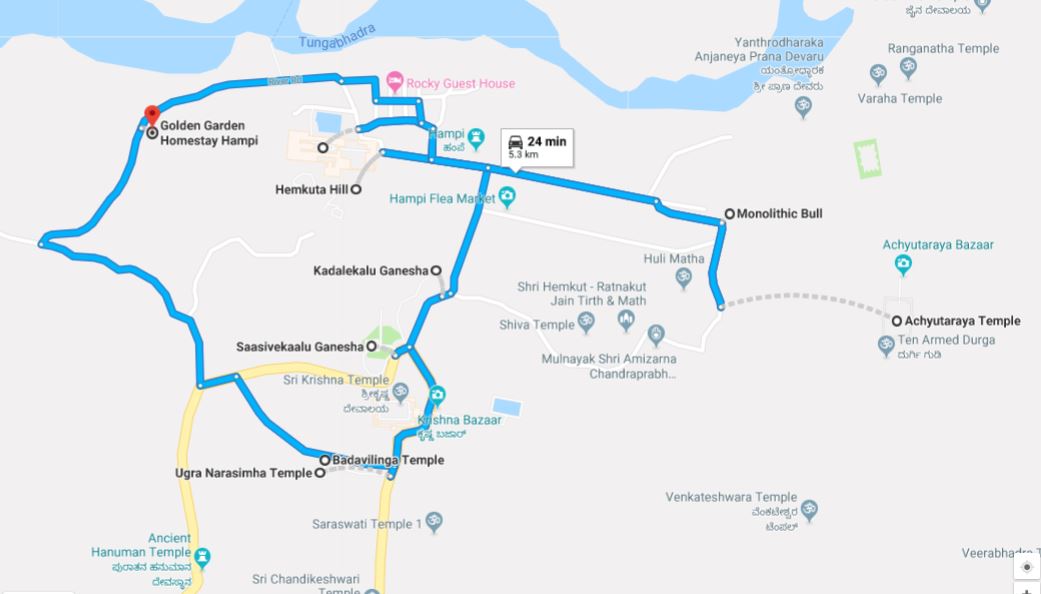 ಜೈನ ದೇವಾಲಯ
Tungabhadra
Yanthrodharaka
Anjaneya Prana Devaru
ಯಂತ್ರೋದ್ಧಾರಕ
ಶ್ರೀ ಪ್ರಾಣ ದೇವರು
Ranganatha Temple
Varaha Temple
Rocky Guest House
Golden Garden
Homestay Hampi
Hampi
ಹಂಪೆ
24 min
5.3 km
Hemkuta Hill
Hampi Flea Market
Monolithic Bull
Achyutaraya Bazaar
Huli Matha
Kadalekalu Ganesha
Shri Hemkut - Ratnakut
Jain Tirth & Math
Shiva Temple
Achyutaraya Temple
Ten Armed Durga
ದುರ್ಗಿ ಗುಡಿ
Saasivekaalu Ganesha
Mulnayak Shri Amizarna
Chandraprabh...
Sri Krishna Temple
ಶ್ರೀಕೃಷ್ಣ
ದೇವಾಲಯ
Krishna Bazaar
ಕೃಷ್ಣ ಬಜಾರ್
Badavilinga Temple
Ugra Narasimha Temple
Venkateshwara Temple
ವೆಂಕಟೇಶ್ವರ
ಟೆಂಪಲ್
Saraswati Temple 1
Ancient
Hanuman Temple
ಪುರಾತನ ಹನುಮಾನ
ದೇವಸ್ಥಾನ
Veerabhadra T
Sri Chandikeshwari
Temple